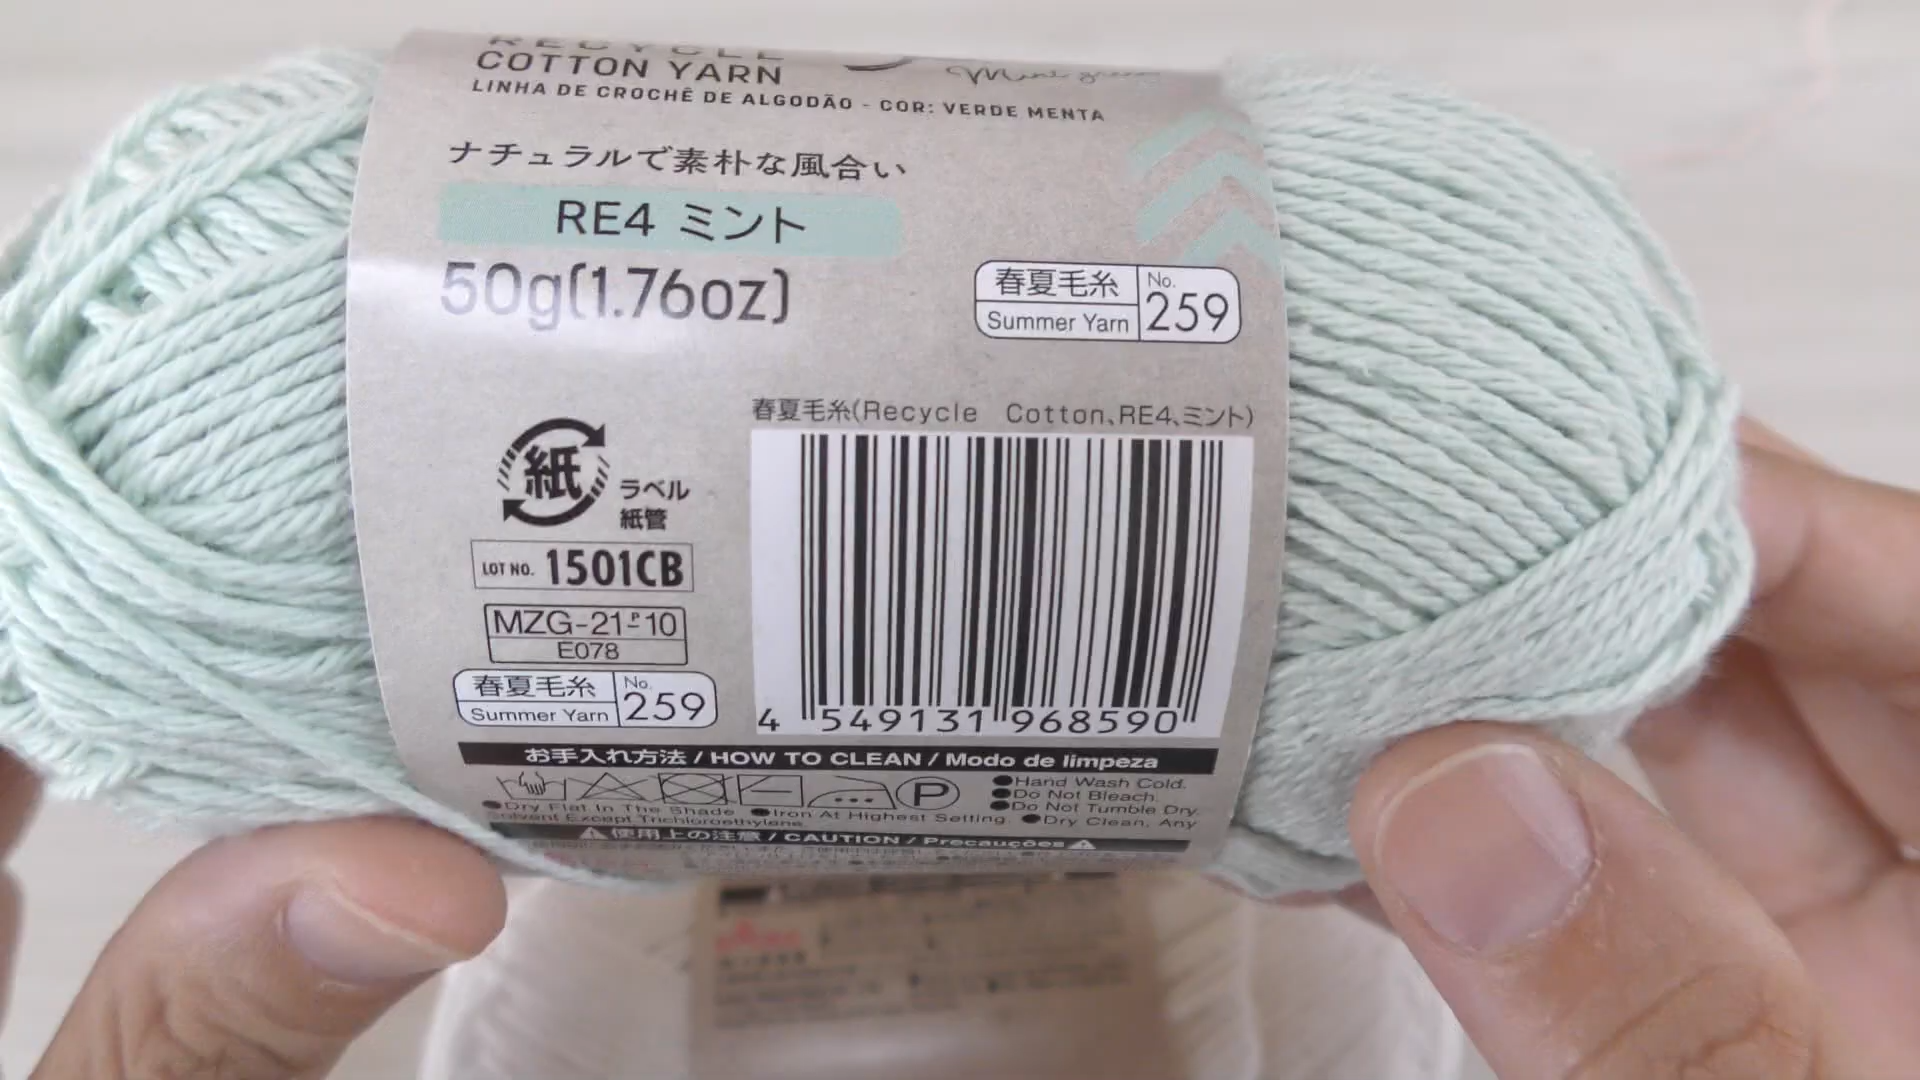 RECYCLE
COTTON YARN
Mint green
LINHA DE CROCHÊ DE ALGODÃO - COR: VERDE MENTA
ナチュラルで素朴な風合い
RE4 ミント
50g(1.76oz)
春夏毛糸 No. 259
Summer Yarn
春夏毛糸(Recycle Cotton、RE4、ミント)
紙
ラベル
紙管
LOT NO. 1501CB
MZG-21-P-10
E078
春夏毛糸 No. 259
Summer Yarn
4 549131 968590
お手入れ方法 / HOW TO CLEAN / Modo de limpeza
P
●Hand Wash Cold.
●Do Not Bleach.
●Do Not Tumble Dry.
●Dry Flat In The Shade ●Iron At Highest Setting. ●Dry Clean, Any
Solvent Except Trichloroethylene
⚠使用上の注意 / CAUTION / Precauções⚠